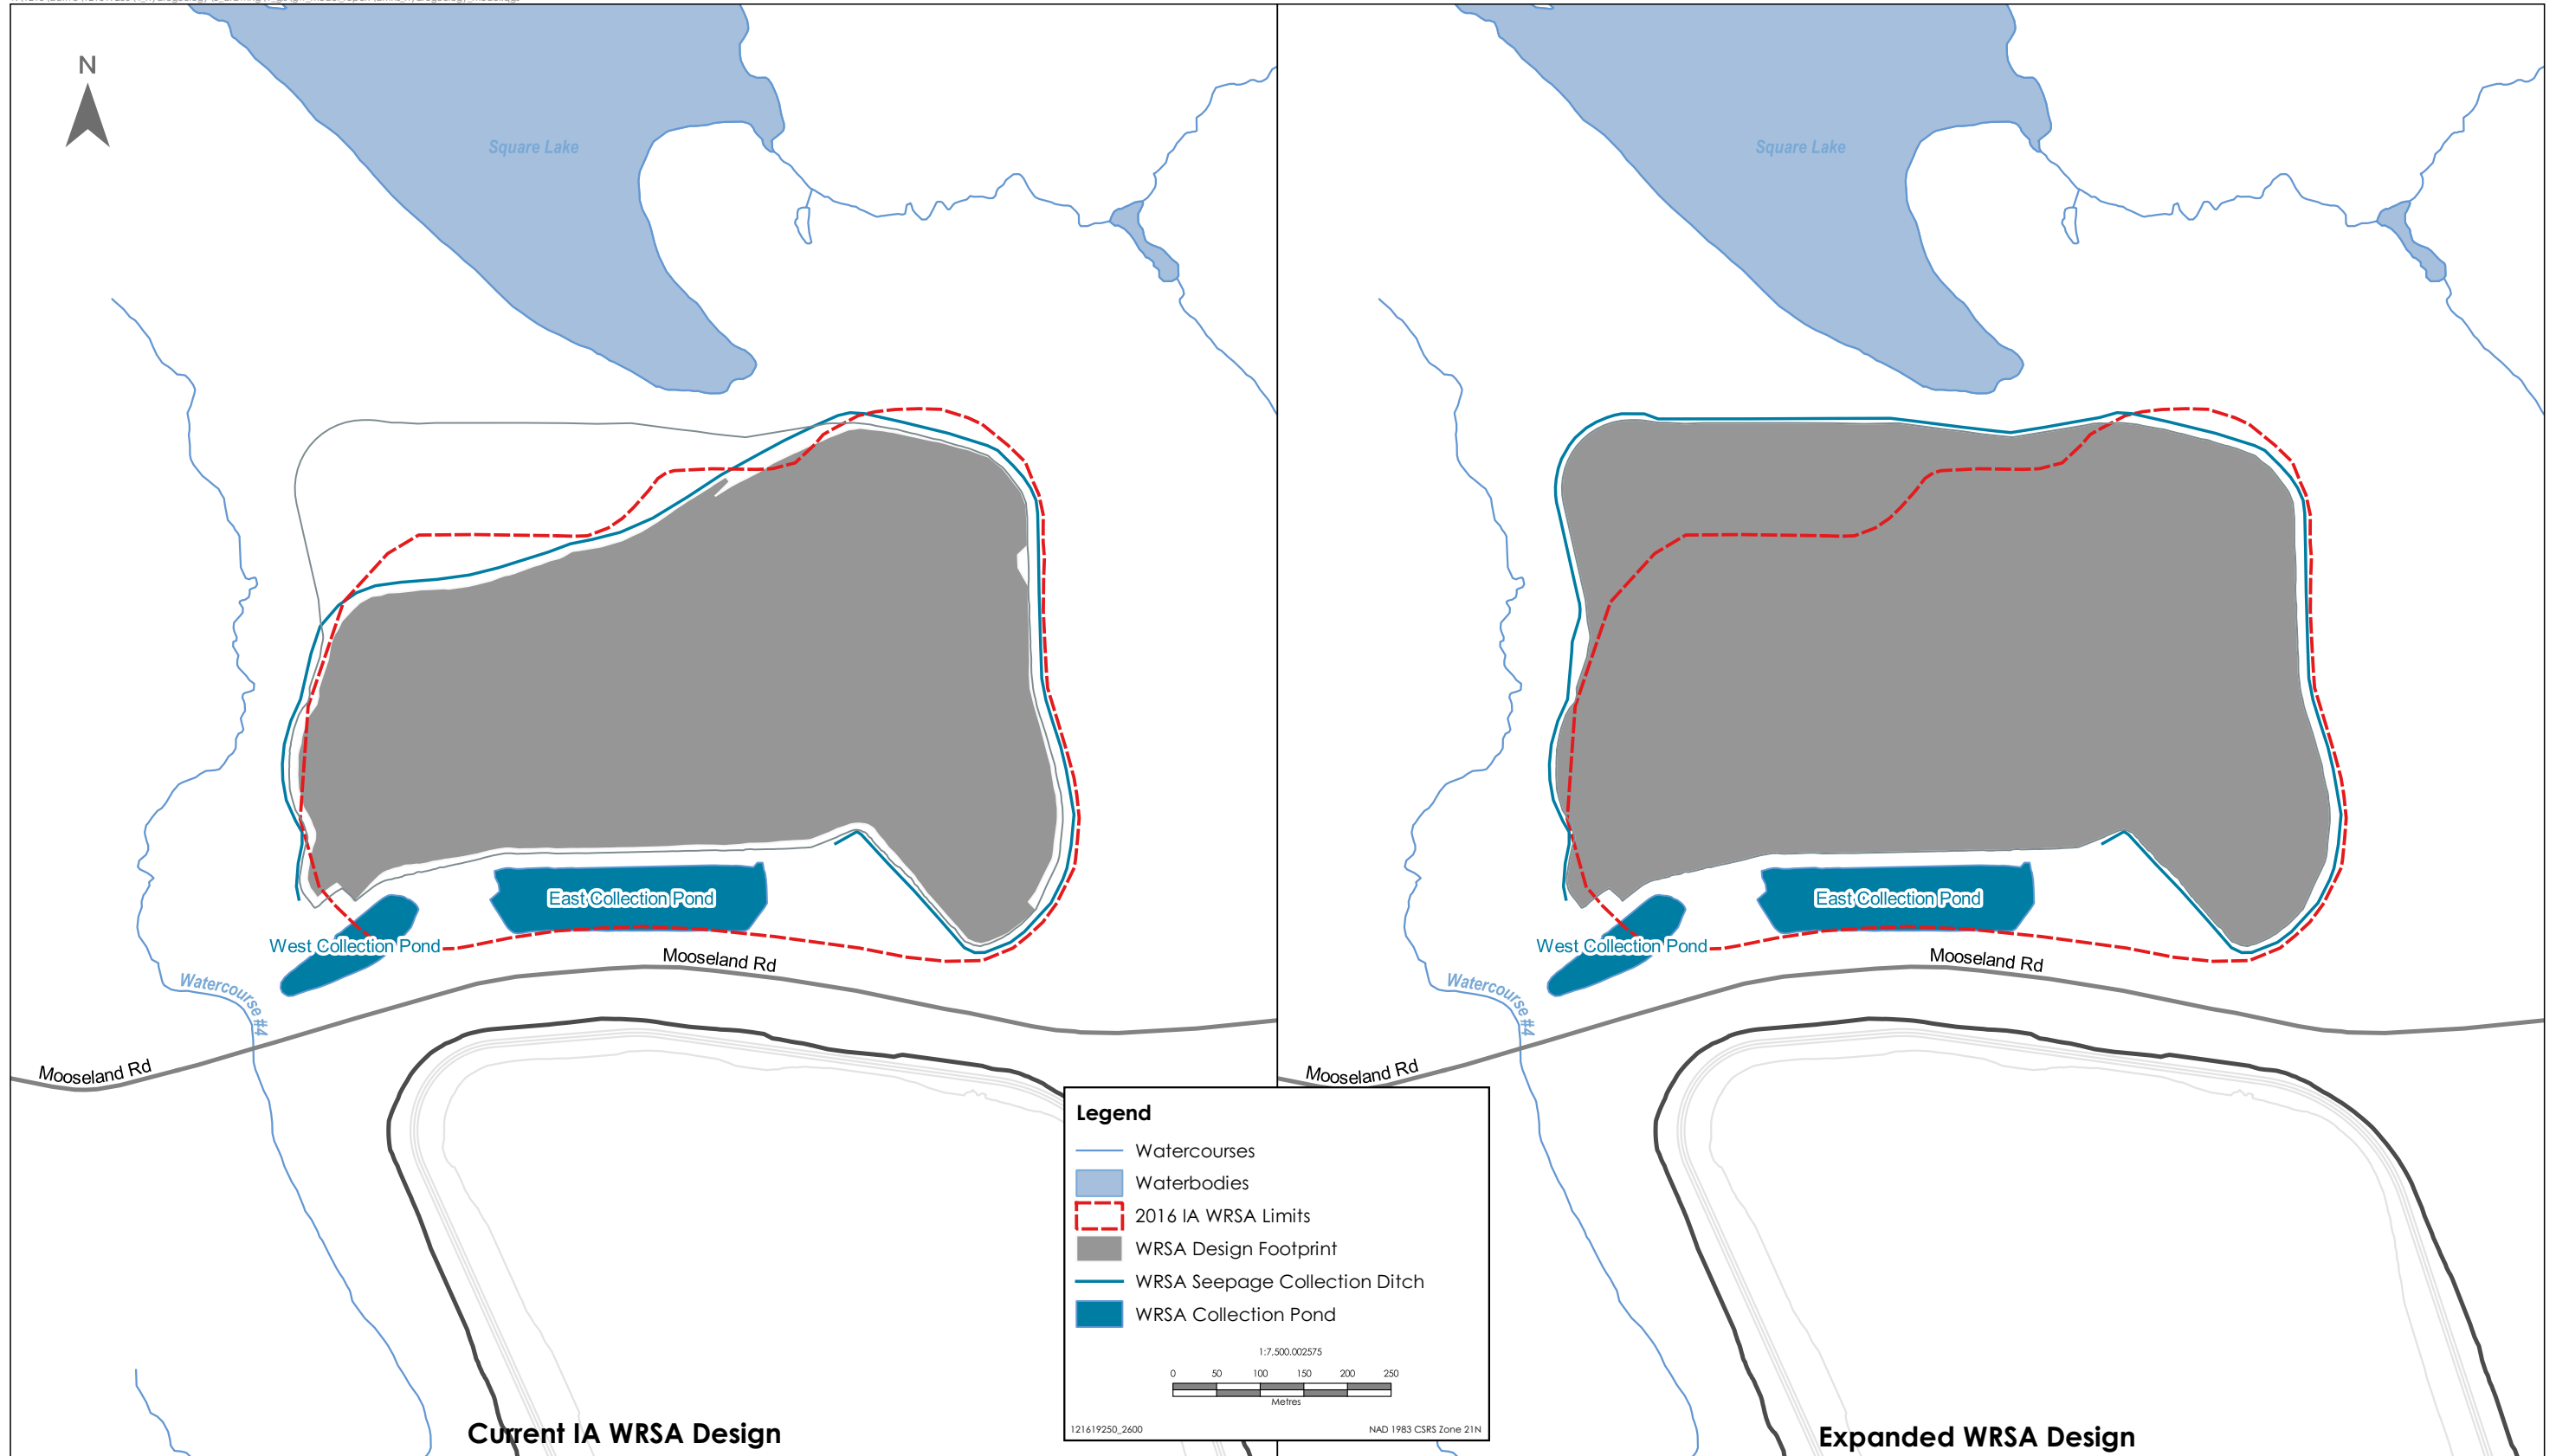 N
Square Lake
Square Lake
East Collection Pond
West Collection Pond
Mooseland Rd
Watercourse #4
Mooseland Rd
East Collection Pond
West Collection Pond
Mooseland Rd
Watercourse #4
Mooseland Rd
Legend
Watercourses
Waterbodies
2016 IA WRSA Limits
WRSA Design Footprint
WRSA Seepage Collection Ditch
WRSA Collection Pond
1:7,500.002575
0 50 100 150 200 250
Metres
121619250_2600 NAD 1983 CSRS Zone 21N
Current IA WRSA Design
Expanded WRSA Design